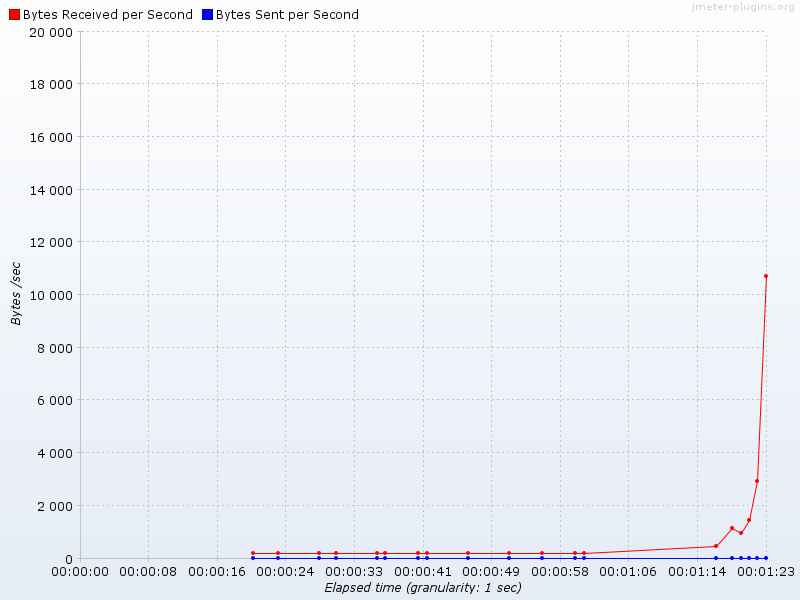 jmeter-plugins.org
Bytes Received per Second Bytes Sent per Second
20 000
18 000
16 000
14 000
12 000
10 000
8 000
6 000
4 000
2 000
0
Bytes /sec
00:00:00 00:00:08 00:00:16 00:00:24 00:00:33 00:00:41 00:00:49 00:00:58 00:01:06 00:01:14 00:01:23
Elapsed time (granularity: 1 sec)